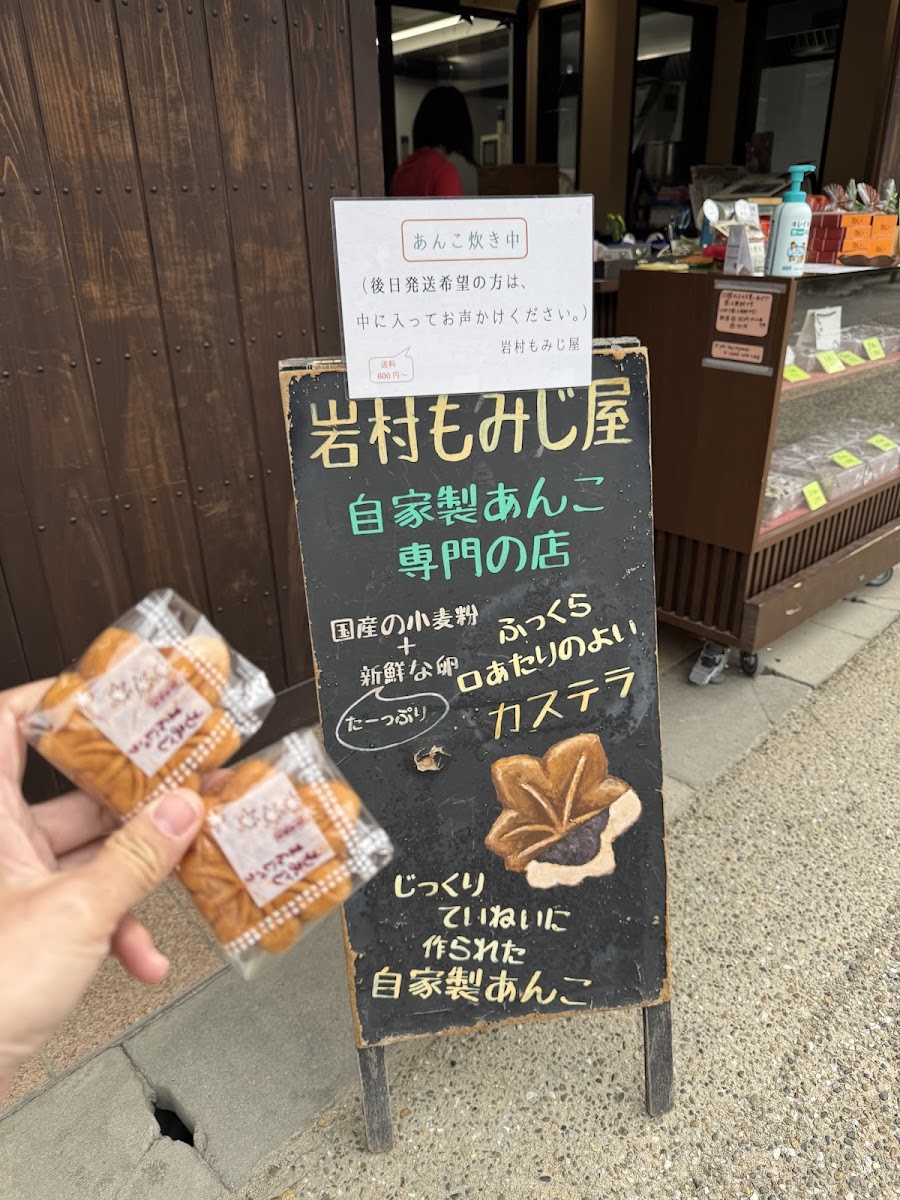 あんこ炊き中
（後日発送希望の方は、
中に入ってお声かけください。）
岩村もみじ屋
送料
600円〜
岩村もみじ屋
自家製あんこ
専門の店
国産の小麦粉
+
新鮮な卵
たーっぷり
ふっくら
口あたりのよい
カステラ
じっくり
ていねいに
作られた
自家製あんこ